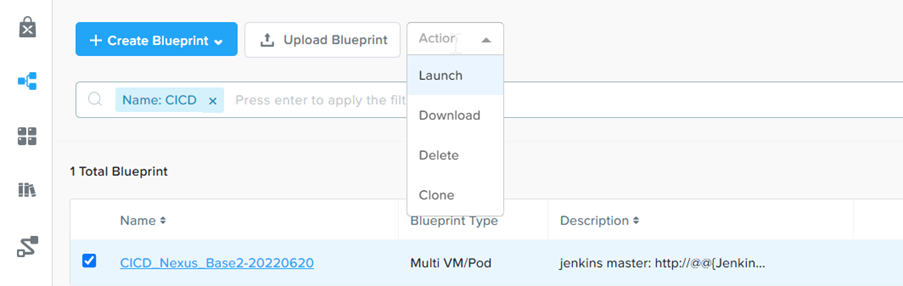 + Create Blueprint
Upload Blueprint
Action
Launch
Name: CICD × Press enter to apply the filt
Download
Delete
1 Total Blueprint
Clone
Name Blueprint Type Description
CICD_Nexus_Base2-20220620 Multi VM/Pod jenkins master: http://@@{Jenkin...